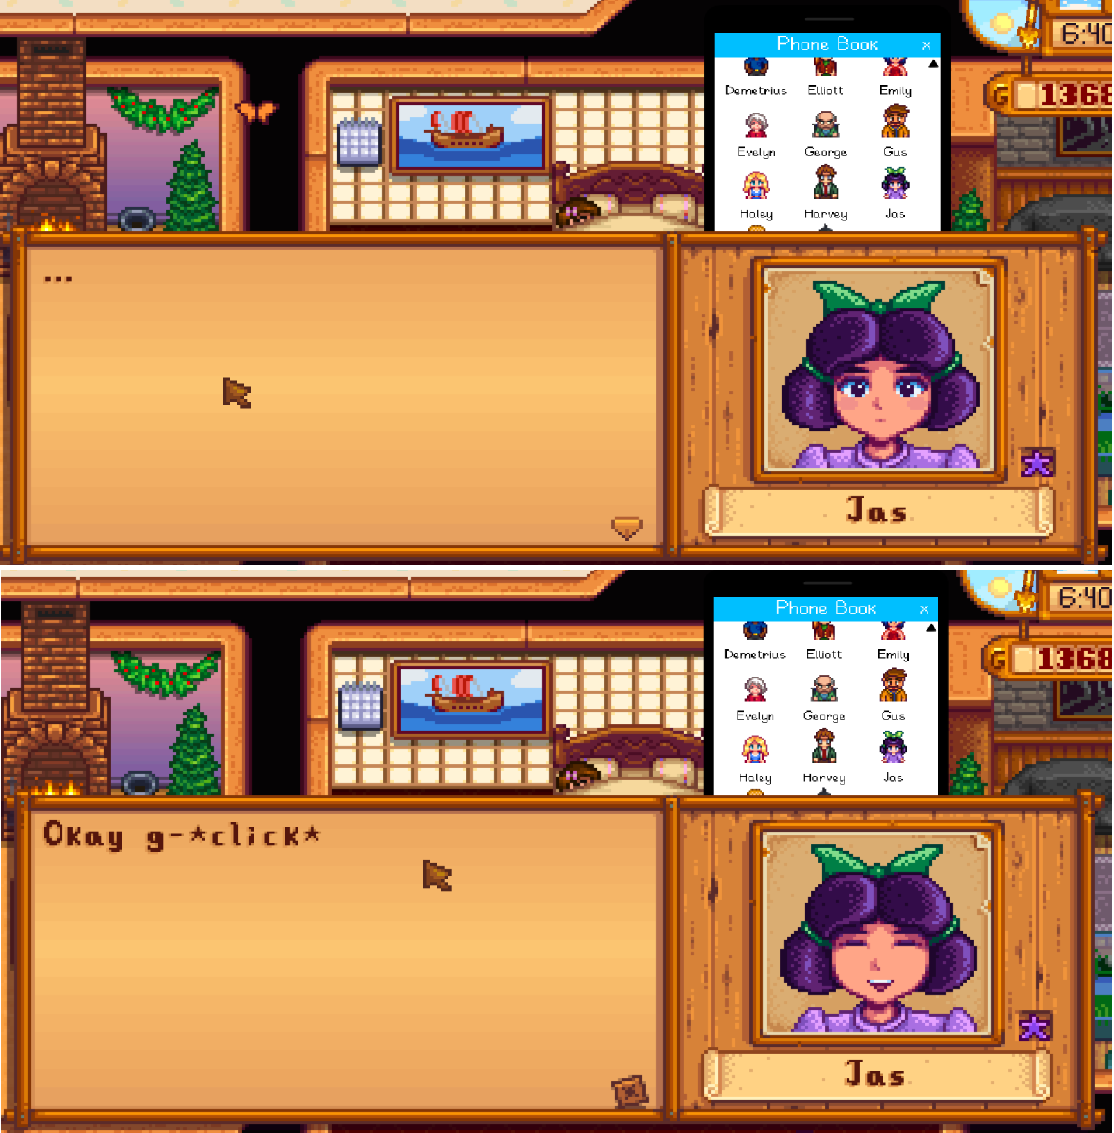 Phone Book x
6:40
Demetrius Elliott Emily
G 1368
Evelyn George Gus
Haley Harvey Jas
...
Jas
Phone Book x
6:40
Demetrius Elliott Emily
G 1368
Evelyn George Gus
Haley Harvey Jas
Okay g-*click*
Jas